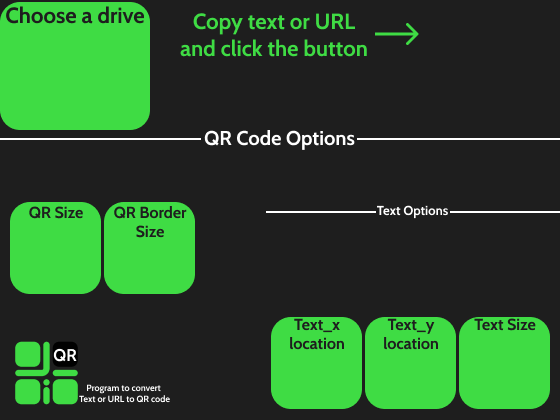 Choose a drive
Copy text or URL
and click the button
QR Code Options
QR Size
QR Border
Size
Text Options
Text_x
location
Text_y
location
Text Size
QR
Program to convert
Text or URL to QR code